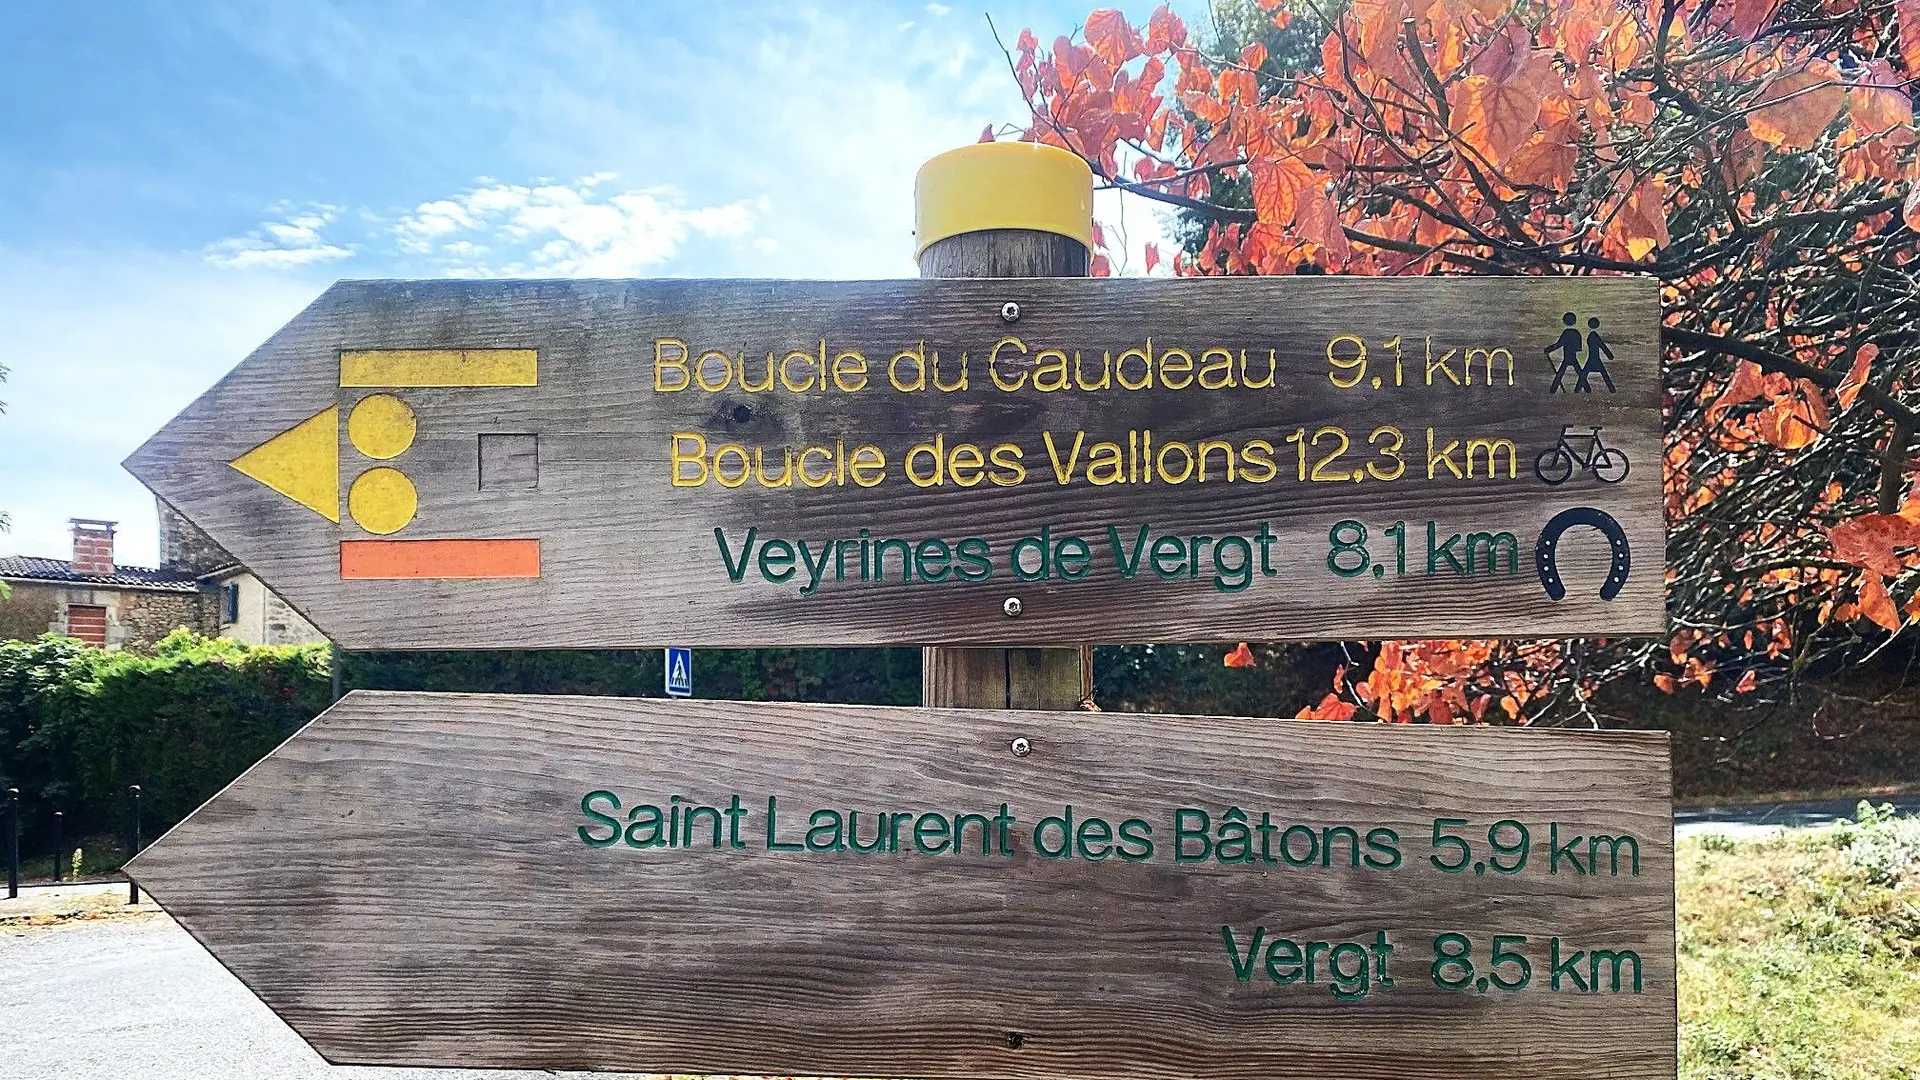 Boucle du Caudeau 9,1 km
Boucle des Vallons 12,3 km
Veyrines de Vergt 8,1 km
Saint Laurent des Bâtons 5,9 km
Vergt 8,5 km